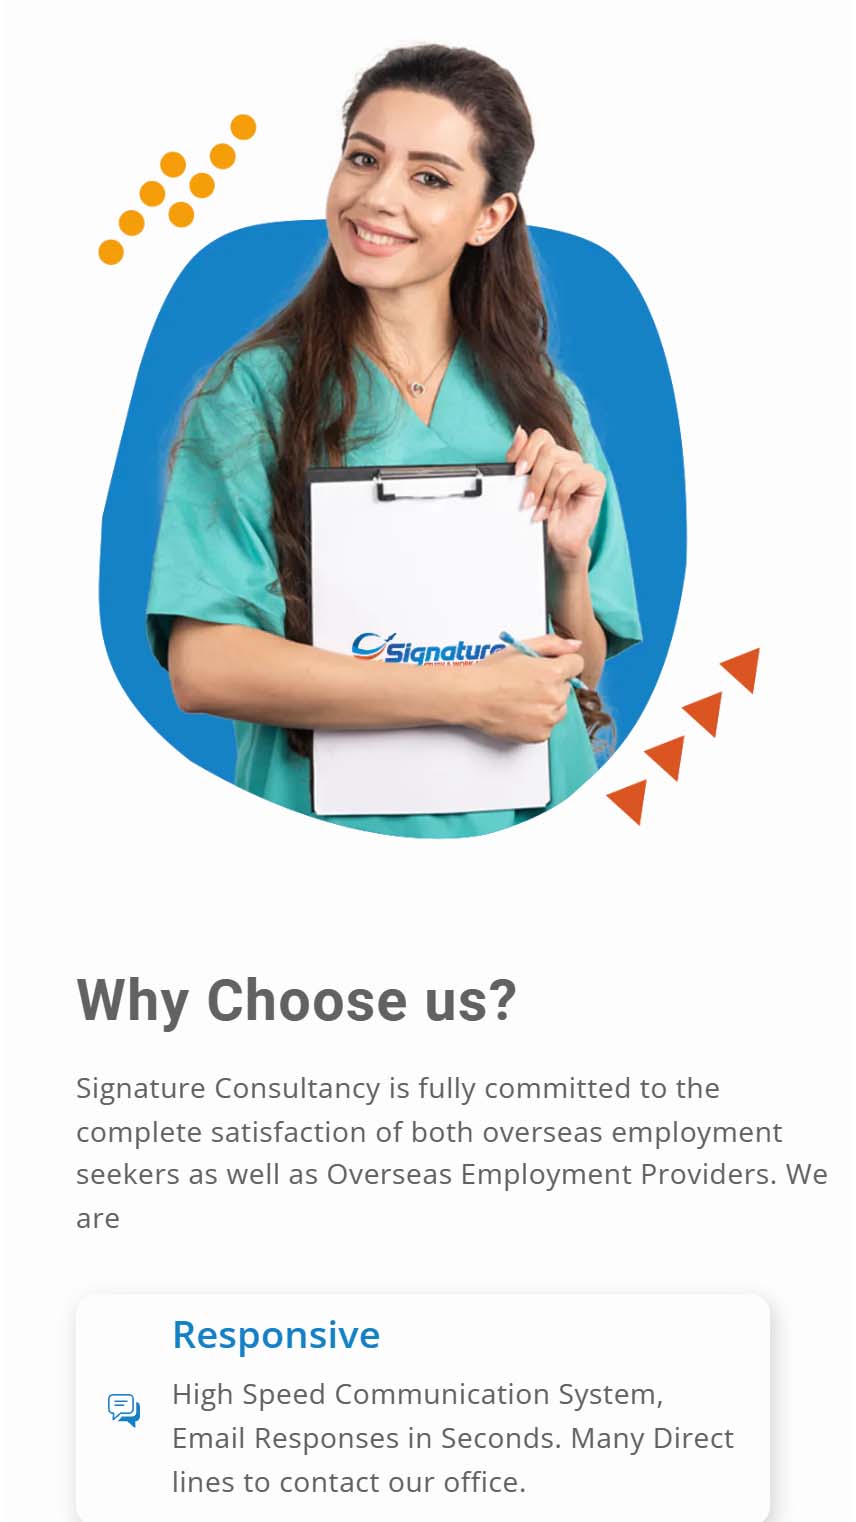 Signature
Why Choose us?
Signature Consultancy is fully committed to the
complete satisfaction of both overseas employment
seekers as well as Overseas Employment Providers. We
are
Responsive
High Speed Communication System,
Email Responses in Seconds. Many Direct
lines to contact our office.